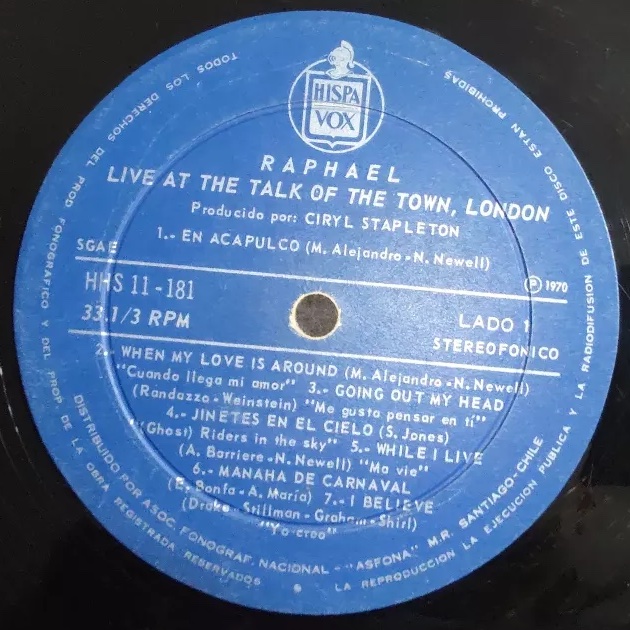 HISPA
VOX
RAPHAEL
LIVE AT THE TALK OF THE TOWN, LONDON
Producido por: CIRYL STAPLETON
1.- EN ACAPULCO (M. Alejandro - N. Newell)
SGAE
Ⓟ 1970
HHS 11-181
33.1/3 RPM
LADO 1
STEREOFONICO
2.- WHEN MY LOVE IS AROUND (M. Alejandro - N. Newell)
"Cuando llega mi amor" 3.- GOING OUT MY HEAD
(Randazzo - Weinstein) "Me gusta pensar en ti"
4.- JINETES EN EL CIELO (S. Jones)
"(Ghost) Riders in the sky" 5.- WHILE I LIVE
(A. Barriere - N. Newell) "Ma vie"
6.- MANAHA DE CARNAVAL
(E. Bonfa - A. Maria) 7.- I BELIEVE
(Drake - Stillman - Graham - Shirl)
"Yo creo"
TODOS LOS DERECHOS DEL PROD FONOGRAFICO Y DEL PROP DE LA OBRA REGISTRADA RESERVADOS • LA REPRODUCCION LA EJECUCION PUBLICA Y LA RADIODIFUSION DE ESTE DISCO ESTAN PROHIBIDAS
DISTRIBUIDO POR ASOC. FONOGRAF. NACIONAL - "ASFONA" M.R. SANTIAGO-CHILE